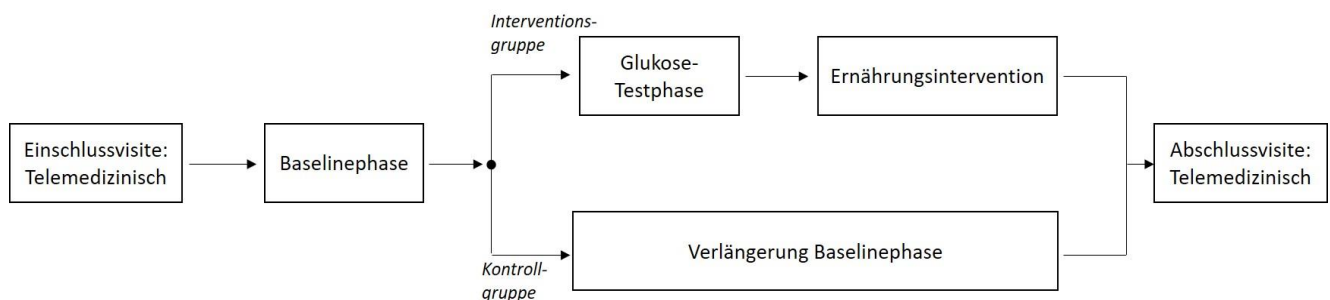 Interventions-
gruppe
Glukose-
Testphase
Ernährungsintervention
Einschlussvisite:
Telemedizinisch
Baselinephase
Abschlussvisite:
Telemedizinisch
Verlängerung Baselinephase
Kontroll-
gruppe